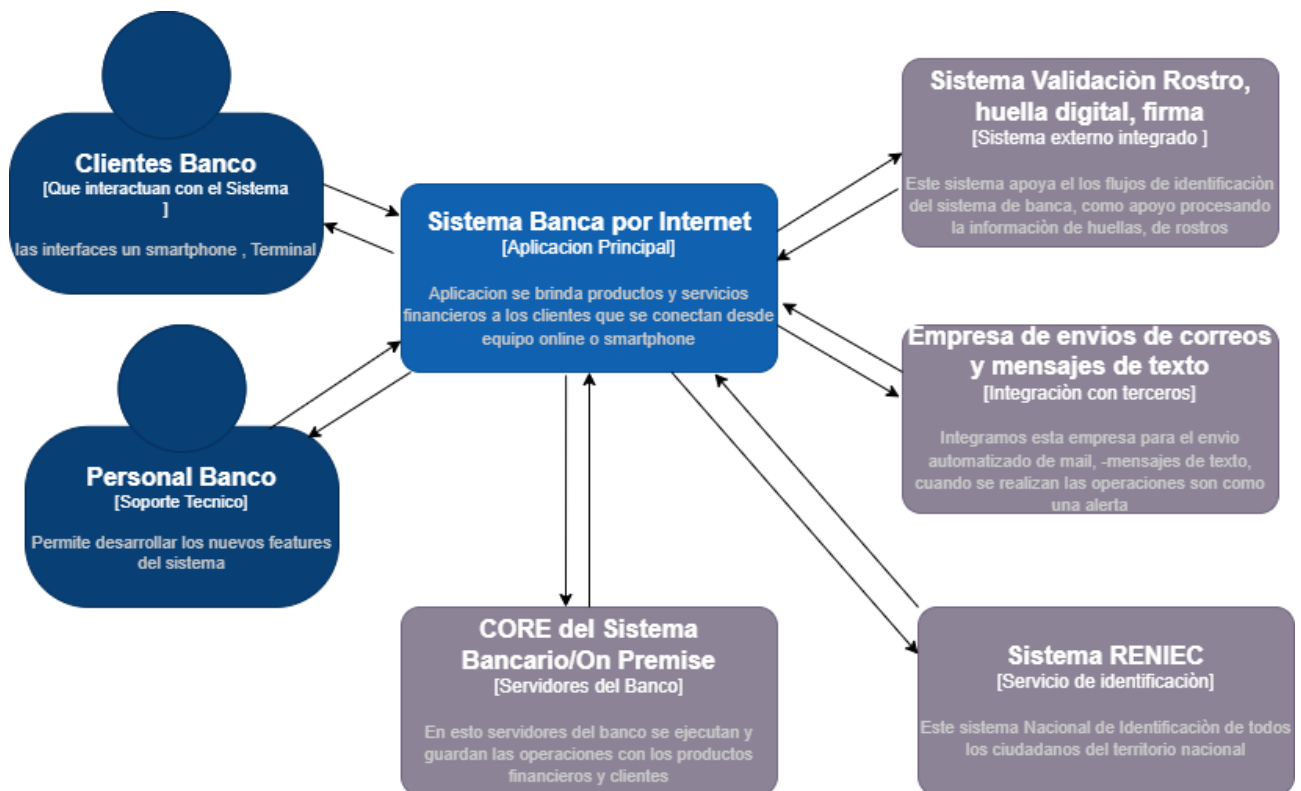 Clientes Banco
[Que interactuan con el Sistema
]
las interfaces un smartphone , Terminal
Personal Banco
[Soporte Tecnico]
Permite desarrollar los nuevos features
del sistema
Sistema Banca por Internet
[Aplicacion Principal]
Aplicacion se brinda productos y servicios
financieros a los clientes que se conectan desde
equipo online o smartphone
CORE del Sistema
Bancario/On Premise
[Servidores del Banco]
En esto servidores del banco se ejecutan y
guardan las operaciones con los productos
financieros y clientes
Sistema Validaciòn Rostro,
huella digital, firma
[Sistema externo integrado ]
Este sistema apoya el los flujos de identificaciòn
del sistema de banca, como apoyo procesando
la informaciòn de huellas, de rostros
Empresa de envios de correos
y mensajes de texto
[Integraciòn con terceros]
Integramos esta empresa para el envio
automatizado de mail, -mensajes de texto,
cuando se realizan las operaciones son como
una alerta
Sistema RENIEC
[Servicio de identificaciòn]
Este sistema Nacional de Identificaciòn de todos
los ciudadanos del territorio nacional